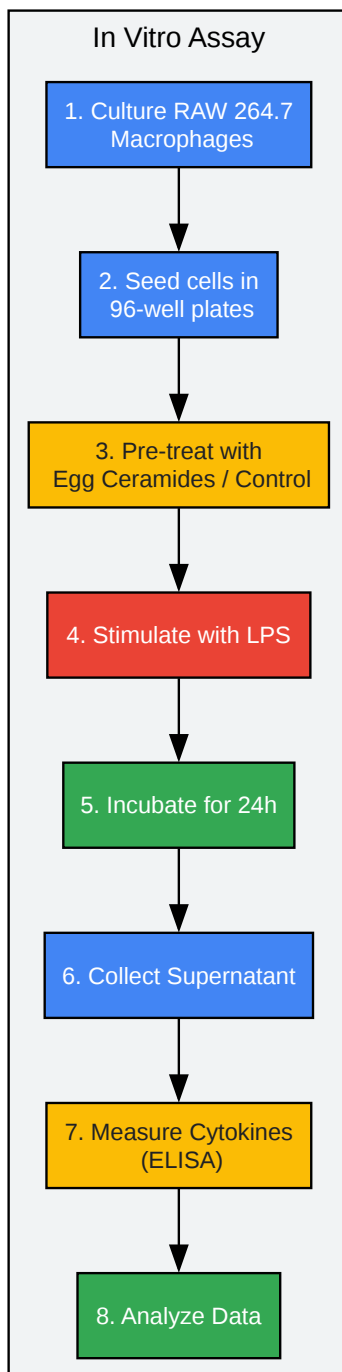 In Vitro Assay
1. Culture RAW 264.7
Macrophages
2. Seed cells in
96-well plates
3. Pre-treat with
Egg Ceramides / Control
4. Stimulate with LPS
5. Incubate for 24h
6. Collect Supernatant
7. Measure Cytokines
(ELISA)
8. Analyze Data